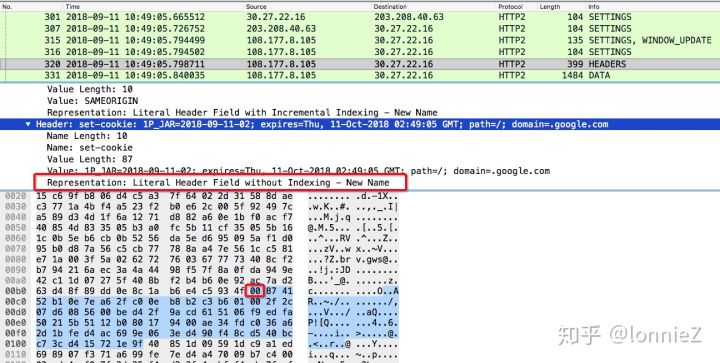 No. Time Source Destination Protocol Length Info
301 2018-09-11 10:49:05.665512 30.27.22.16 203.208.40.63 HTTP2 104 SETTINGS
307 2018-09-11 10:49:05.726752 203.208.40.63 30.27.22.16 HTTP2 104 SETTINGS
315 2018-09-11 10:49:05.794499 108.177.8.105 30.27.22.16 HTTP2 135 SETTINGS, WINDOW_UPDATE
316 2018-09-11 10:49:05.794502 30.27.22.16 108.177.8.105 HTTP2 104 SETTINGS
320 2018-09-11 10:49:05.798711 108.177.8.105 30.27.22.16 HTTP2 399 HEADERS
331 2018-09-11 10:49:05.840035 108.177.8.105 30.27.22.16 HTTP2 1484 DATA
Value Length: 10
Value: SAMEORIGIN
Representation: Literal Header Field with Incremental Indexing - New Name
Header: set-cookie: 1P_JAR=2018-09-11-02; expires=Thu, 11-Oct-2018 02:49:05 GMT; path=/; domain=.google.com
Name Length: 10
Name: set-cookie
Value Length: 87
Value: 1P_JAR=2018-09-11-02; expires=Thu, 11-Oct-2018 02:49:05 GMT; path=/; domain=.google.com
Representation: Literal Header Field without Indexing - New Name
0020 15 c6 9f b8 06 d4 c5 a3 7f 64 02 2d 31 58 8d ae
0030 c3 77 1a 4b f4 a5 23 f2 b0 e6 2c 00 5f 92 49 7c
0040 a5 89 d3 4d 1f 6a 12 71 d8 82 a6 0e 1b f0 ac f7
0050 40 85 4d 83 35 05 b3 a0 fc 5b 11 cf 35 05 5b 16
0060 1c 0b 5e b6 cb 0b 52 56 da 5e d6 95 09 5a f1 d0
0070 95 b0 d8 7a 56 c5 cb 77 78 8a a4 7e 56 1c c5 81
0080 e7 1a 00 3f 5a 02 62 72 76 03 67 77 73 40 8c f2
0090 b7 94 21 6a ec 3a 4a 44 98 f5 7f 8a 0f da 94 9e
00a0 42 c1 1d 07 27 5f 40 8b f2 b4 b6 0e 92 ac 7a d2
00b0 63 d4 8f 89 dd 0e 8c 1a b6 e4 c5 93 4f 00 87 41
00c0 52 b1 0e 7e a6 2f c0 0e b8 b2 c3 b6 01 00 2f 2c
00d0 07 d6 08 56 00 be d4 2f 9a cd 61 51 06 f9 ed fa
00e0 50 21 5b 51 12 b6 80 17 94 00 ae 34 fd c0 36 a6
00f0 2d 1b fe d4 ac 69 9e 06 3e d4 90 f4 8c d5 40 bc
0100 c7 3c d4 15 72 1e 9f 40 85 1d 09 59 1d c9 a1 ed
0110 69 89 07 f3 71 a6 99 fe 7e d4 a4 70 09 b7 c4 00
知乎 @lonnieZ